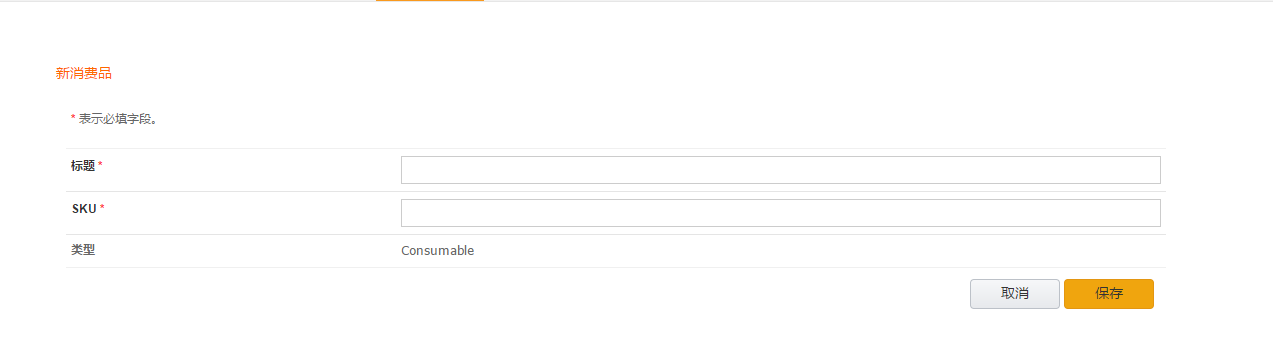 新消费品
* 表示必填字段。
标题 *
SKU *
类型 Consumable
取消 保存